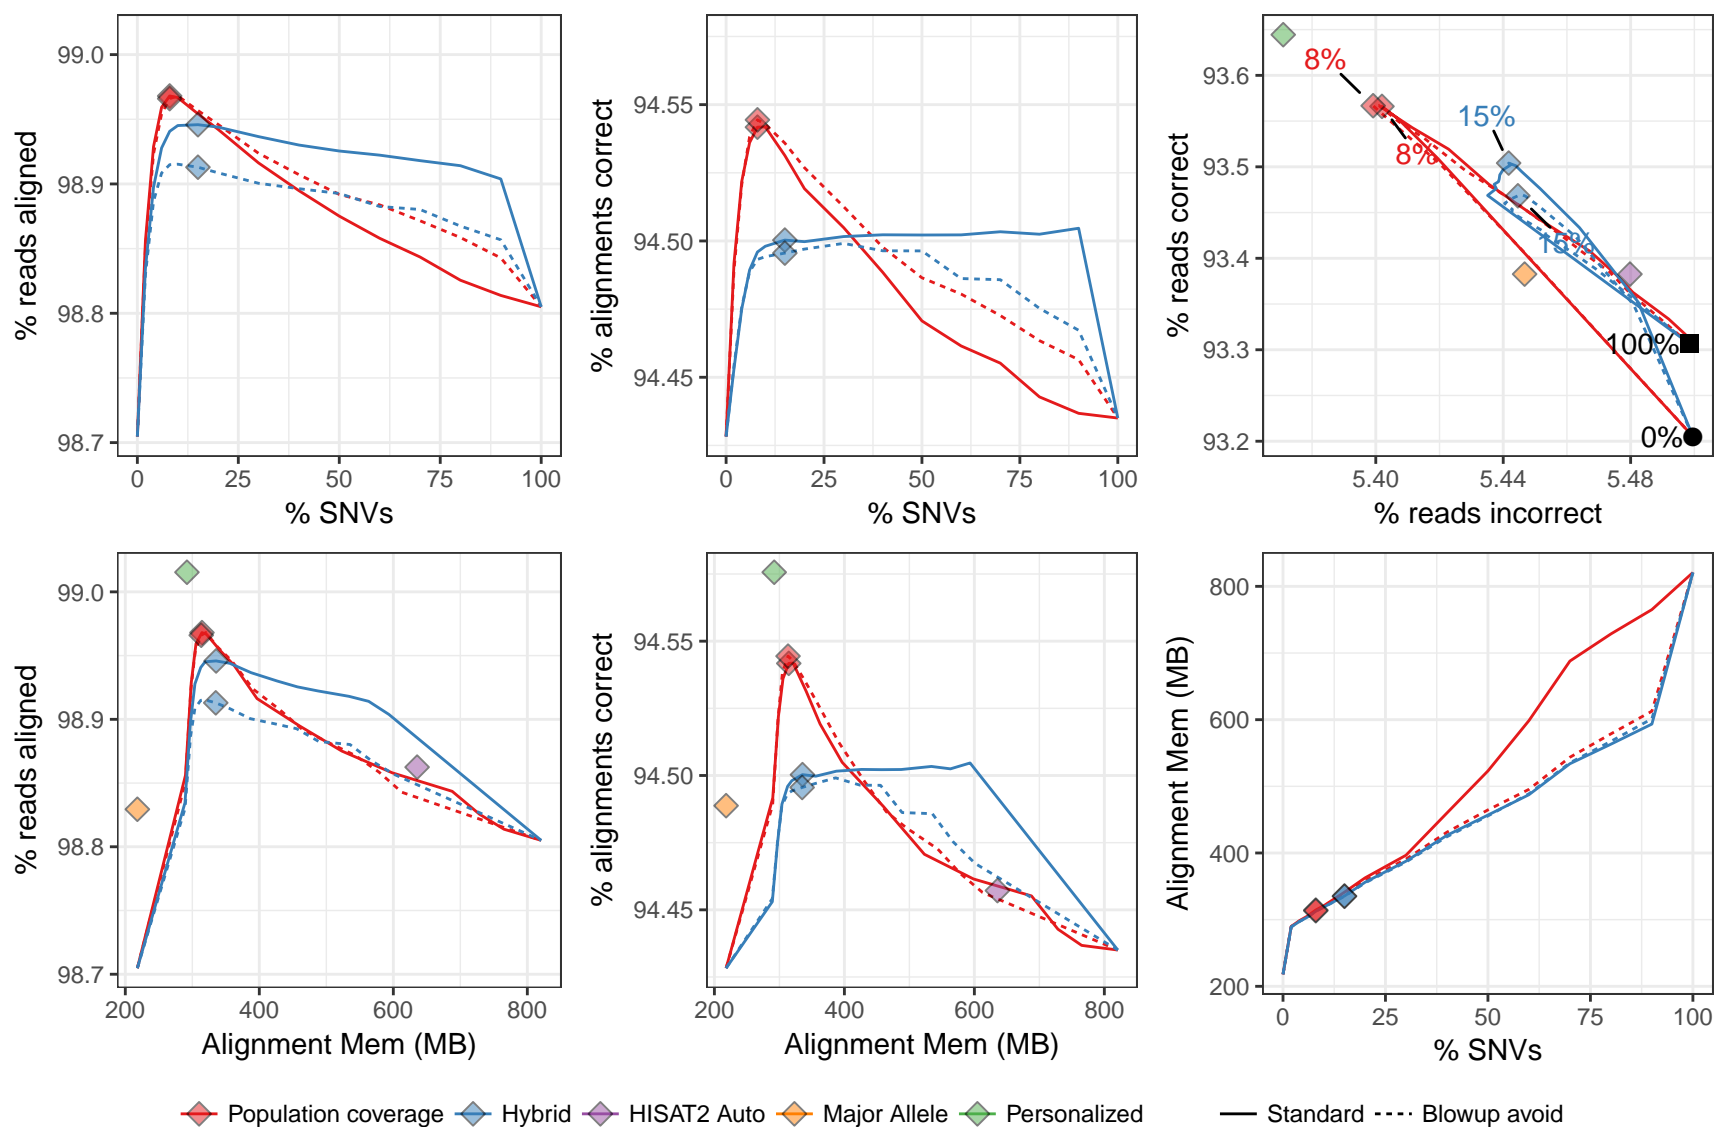 % reads aligned
99.0
98.9
98.8
98.7
0
25
50
75
100
% SNVs
% alignments correct
94.55
94.50
94.45
0
25
50
75
100
% SNVs
% reads correct
93.6
93.5
93.4
93.3
93.2
8%
8%
15%
15%
100%
0%
5.40
5.44
5.48
% reads incorrect
% reads aligned
99.0
98.9
98.8
98.7
200
400
600
800
Alignment Mem (MB)
% alignments correct
94.55
94.50
94.45
200
400
600
800
Alignment Mem (MB)
Alignment Mem (MB)
800
600
400
200
0
25
50
75
100
% SNVs
Population coverage
Hybrid
HISAT2 Auto
Major Allele
Personalized
Standard
Blowup avoid